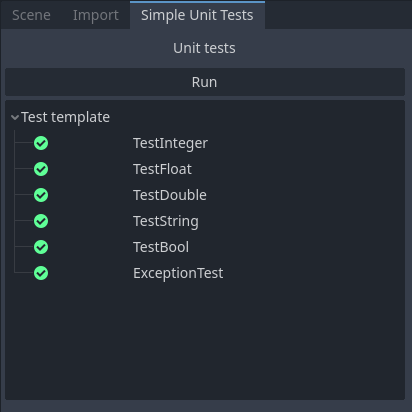 Scene Import Simple Unit Tests
Unit tests
Run
Test template
TestInteger
TestFloat
TestDouble
TestString
TestBool
ExceptionTest